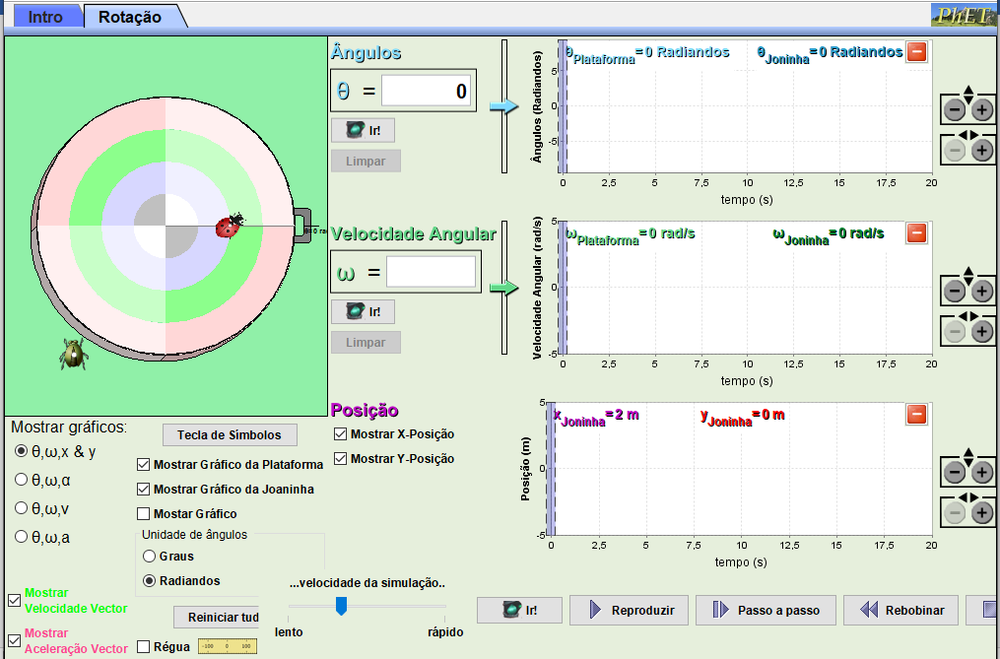 Intro
Rotação
PhET
Ângulos
θ = 0
Ir!
Limpar
θPlataforma=0 Radiandos
θJoninha=0 Radiandos
Ângulos (Radiandos)
5
0
-5
0 2,5 5 7,5 10 12,5 15 17,5 20
tempo (s)
θ=0 ra
Velocidade Angular
ω =
Ir!
Limpar
ωPlataforma=0 rad/s
ωJoninha=0 rad/s
Velocidade Angular (rad/s)
5
0
-5
0 2,5 5 7,5 10 12,5 15 17,5 20
tempo (s)
Posição
Mostrar X-Posição
Mostrar Y-Posição
xJoninha=2 m
yJoninha=0 m
Posição (m)
5
0
-5
0 2,5 5 7,5 10 12,5 15 17,5 20
tempo (s)
Mostrar gráficos:
θ,ω,x & y
θ,ω,α
θ,ω,v
θ,ω,a
Tecla de Símbolos
Mostrar Gráfico da Plataforma
Mostrar Gráfico da Joaninha
Mostar Gráfico
Unidade de ângulos
Graus
Radiandos
Mostrar
Velocidade Vector
Mostrar
Aceleração Vector
Reiniciar tud
Régua
-100 0 100
...velocidade da simulação..
lento rápido
Ir!
Reproduzir
Passo a passo
Rebobinar